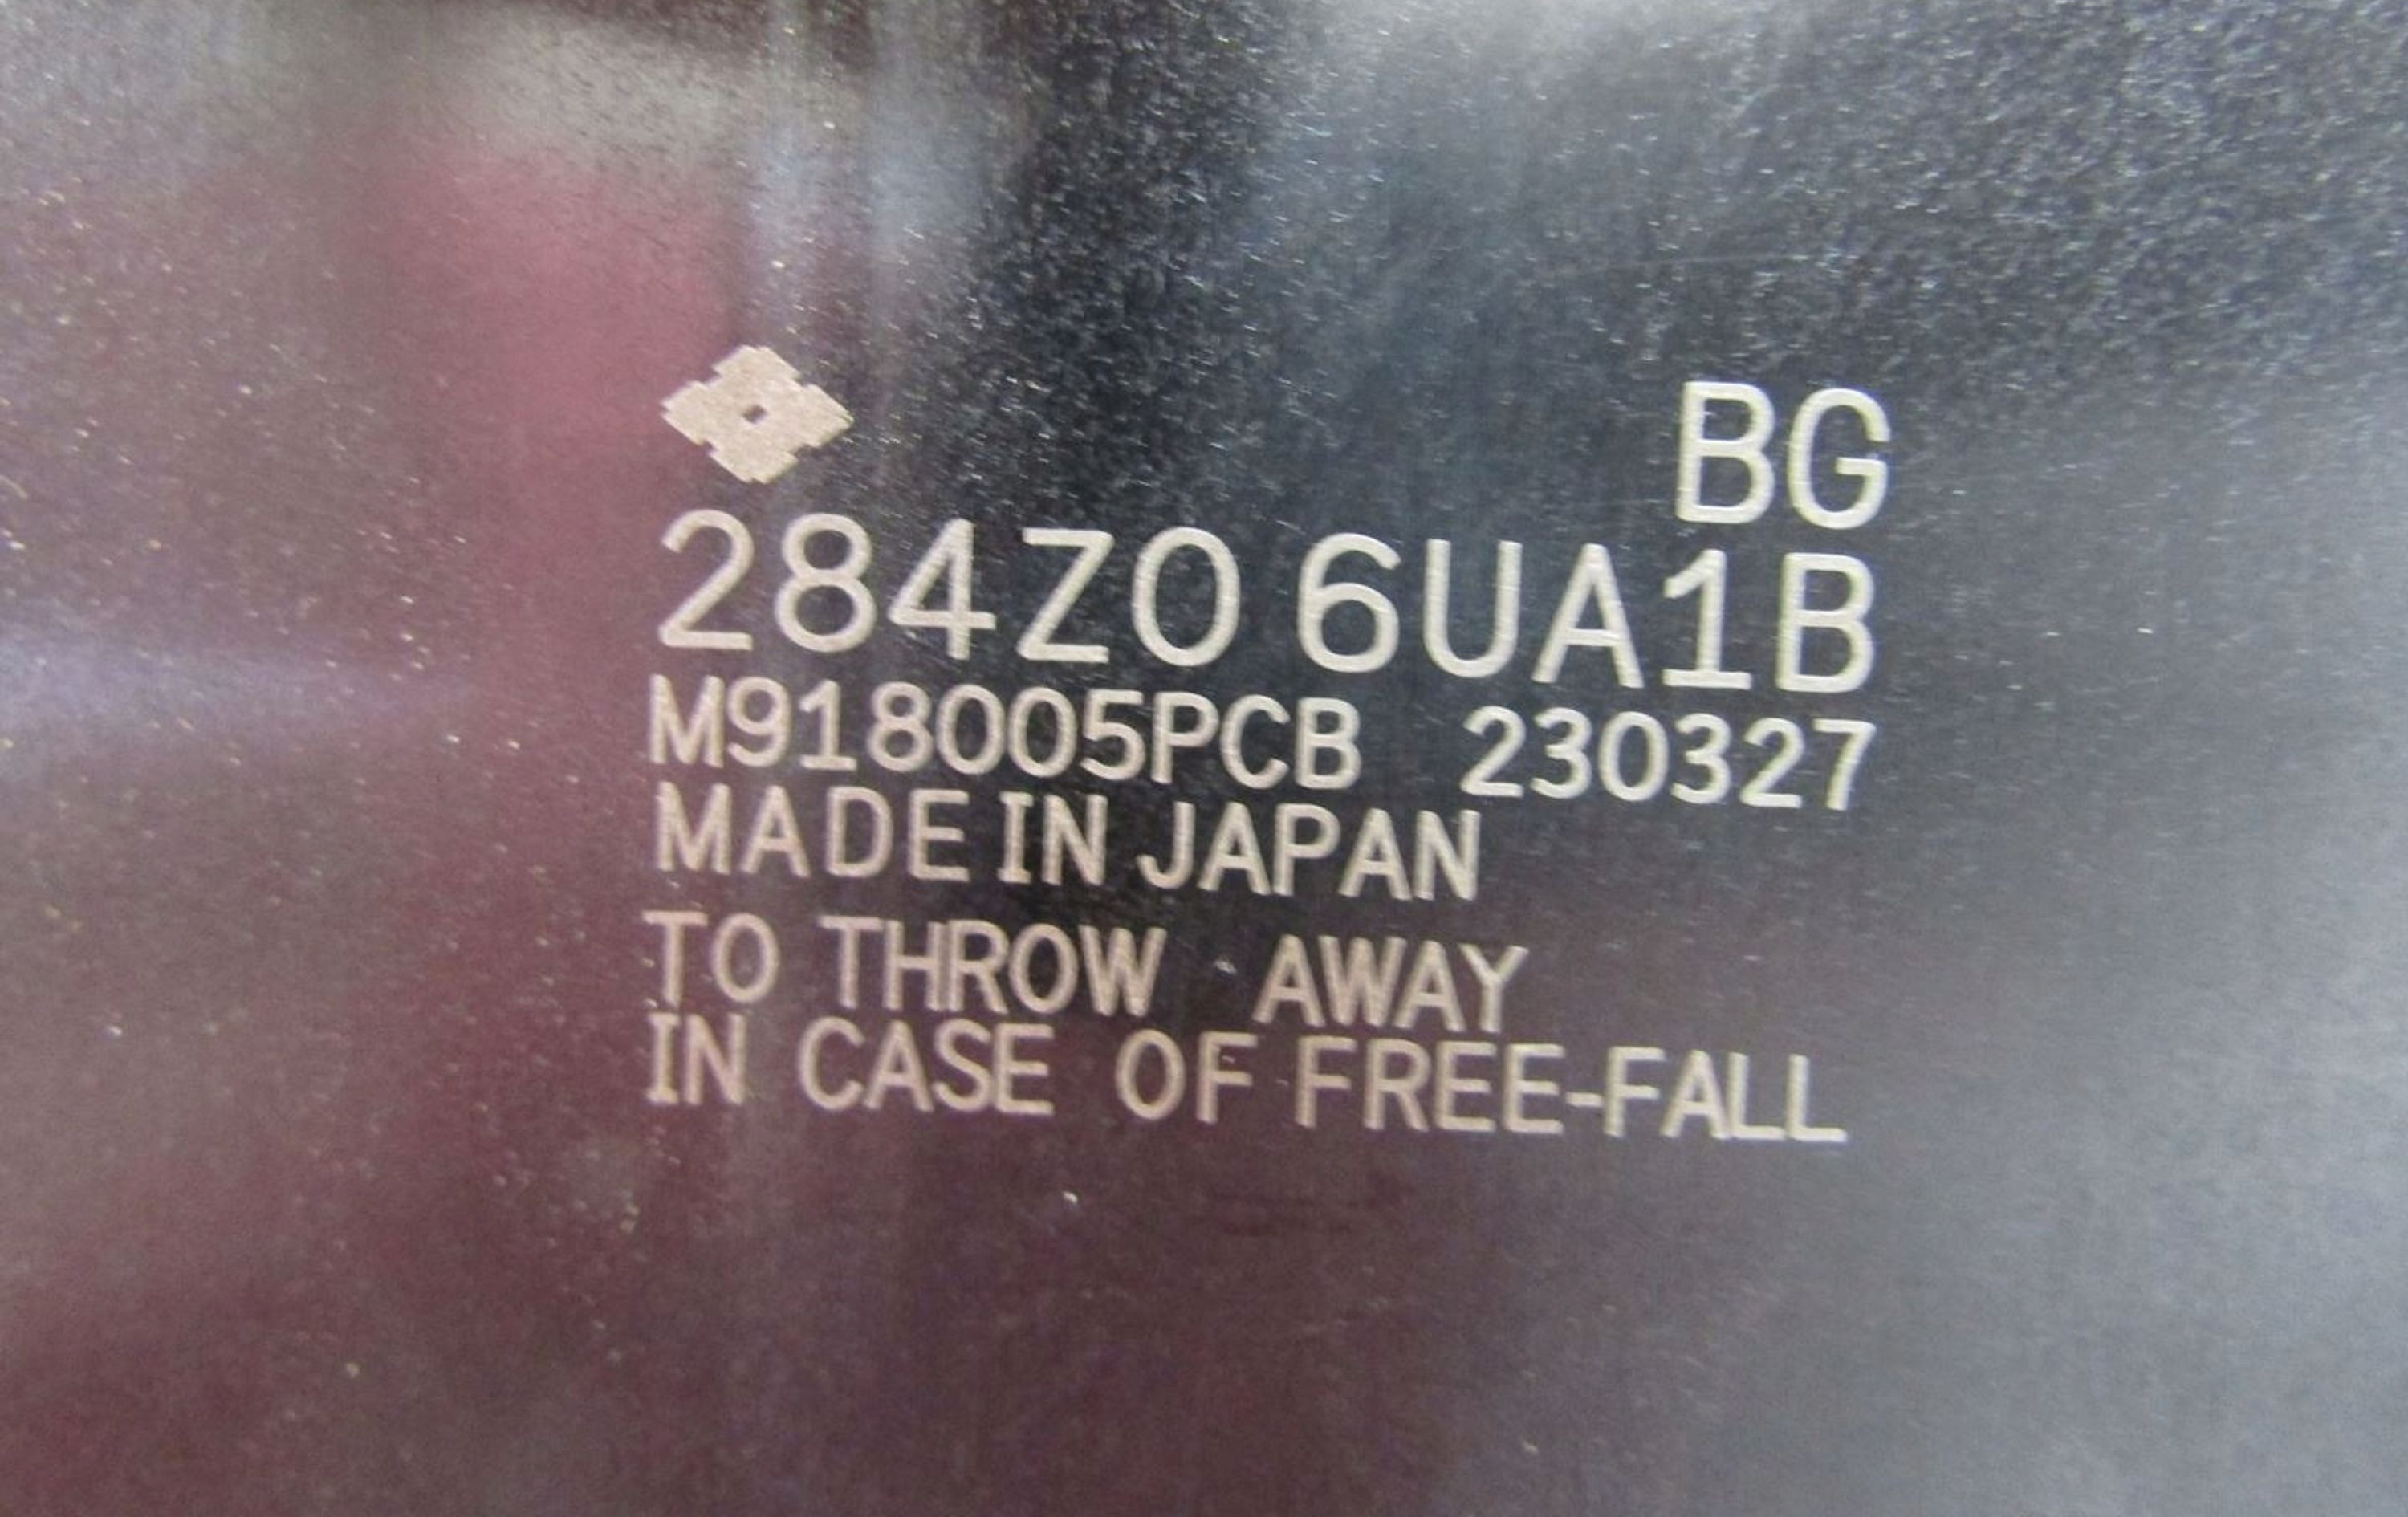 BG
284Z0 6UA1B
M918005PCB 230327
MADE IN JAPAN
TO THROW AWAY
IN CASE OF FREE-FALL